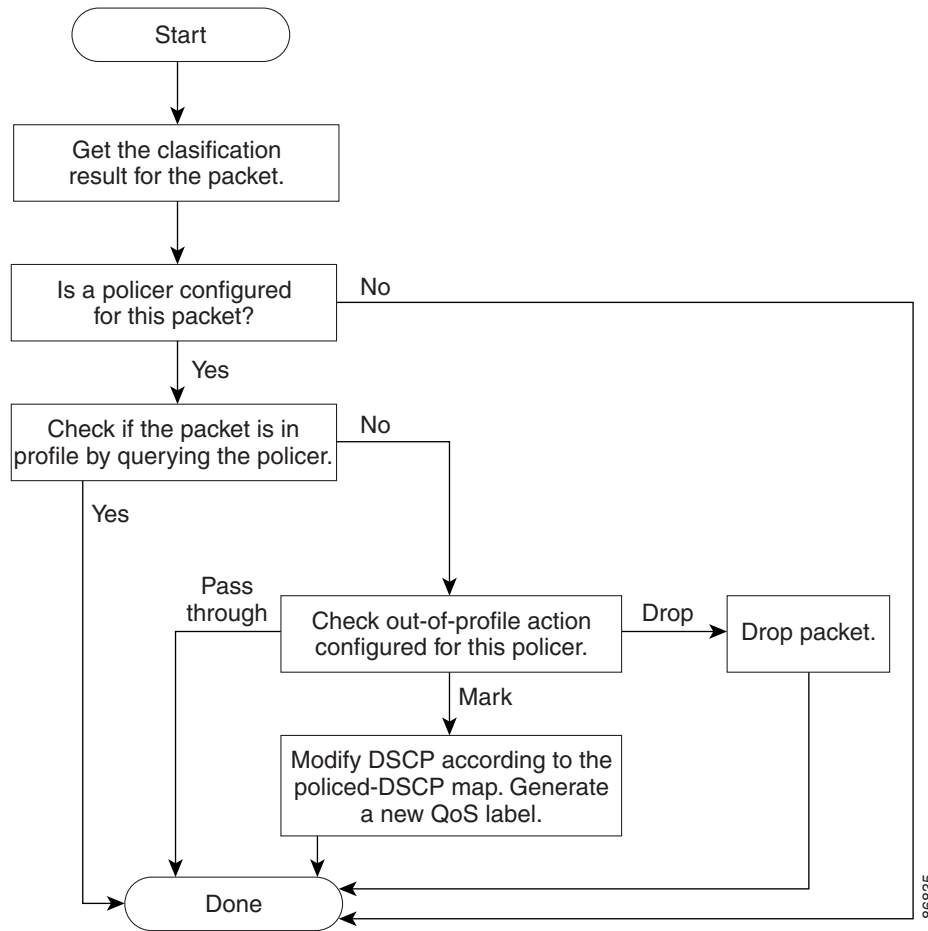 Start
Get the clasification
result for the packet.
Is a policer configured
for this packet?
No
Yes
Check if the packet is in
profile by querying the policer.
No
Yes
Pass
through
Check out-of-profile action
configured for this policer.
Drop
Drop packet.
Mark
Modify DSCP according to the
policed-DSCP map. Generate
a new QoS label.
Done
86835